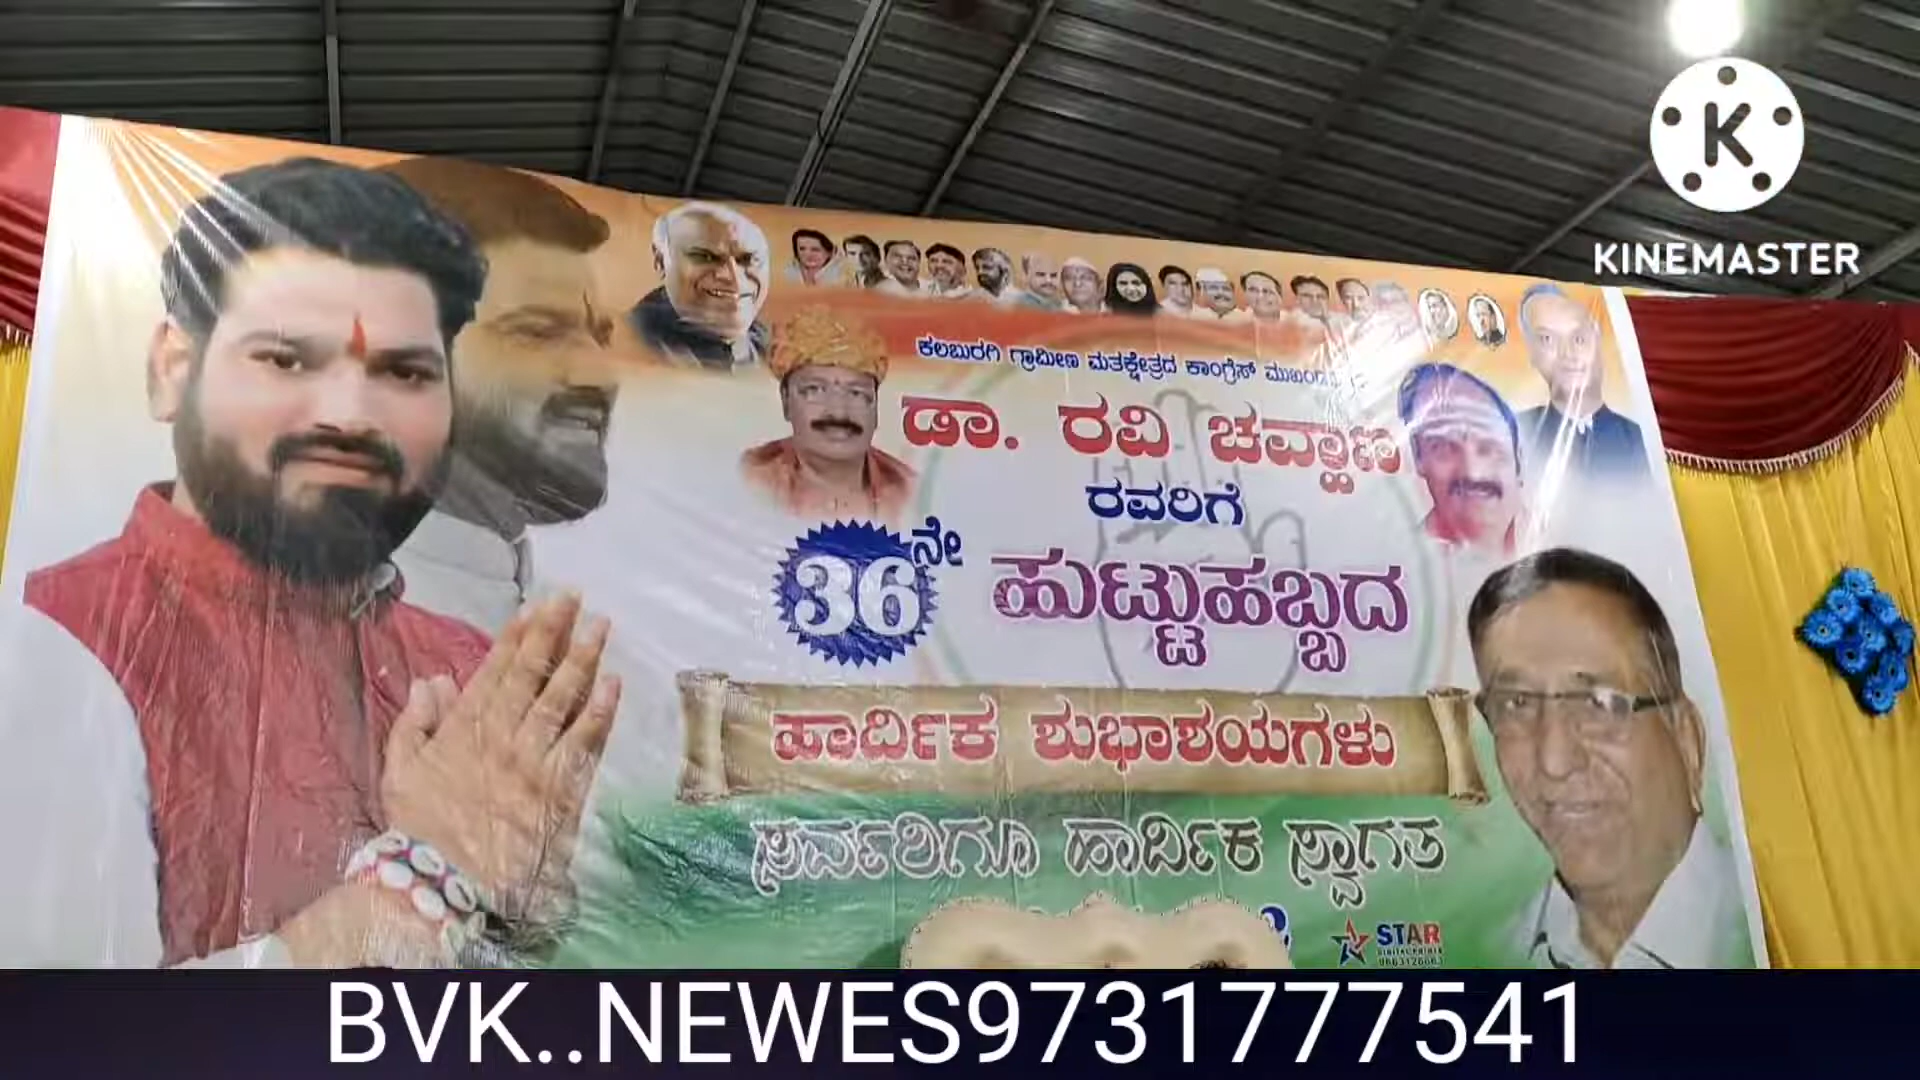 KINEMASTER
ಕಲಬುರಗಿ ಗ್ರಾಮೀಣ ಮತಕ್ಷೇತ್ರದ ಕಾಂಗ್ರೆಸ್
ಡಾ. ರವಿ ಚವ್ಹಾಣ
ರವರಿಗೆ
36ನೇ ಹುಟ್ಟುಹಬ್ಬದ
ಹಾರ್ದಿಕ ಶುಭಾಶಯಗಳು
ಸರ್ವರಿಗೂ ಹಾರ್ದಿಕ ಸ್ವಾಗತ
STAR
BVK..NEWES9731777541